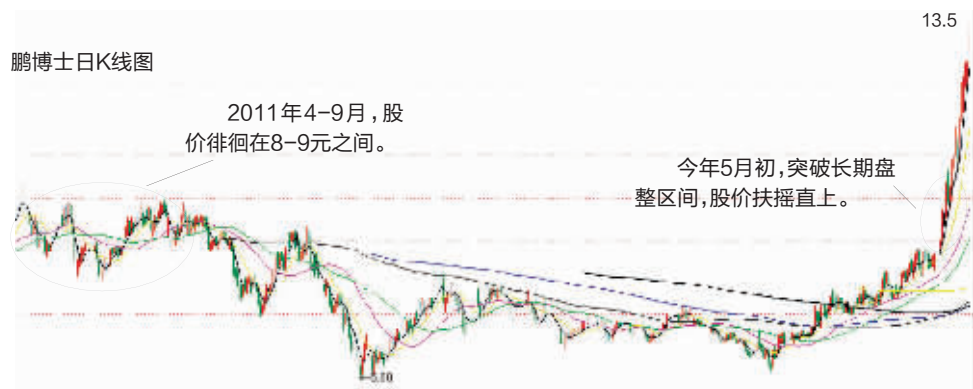 13.5
鹏博士日K线图
2011年4-9月，股
价徘徊在8-9元之间。
今年5月初，突破长期盘
整区间，股价扶摇直上。